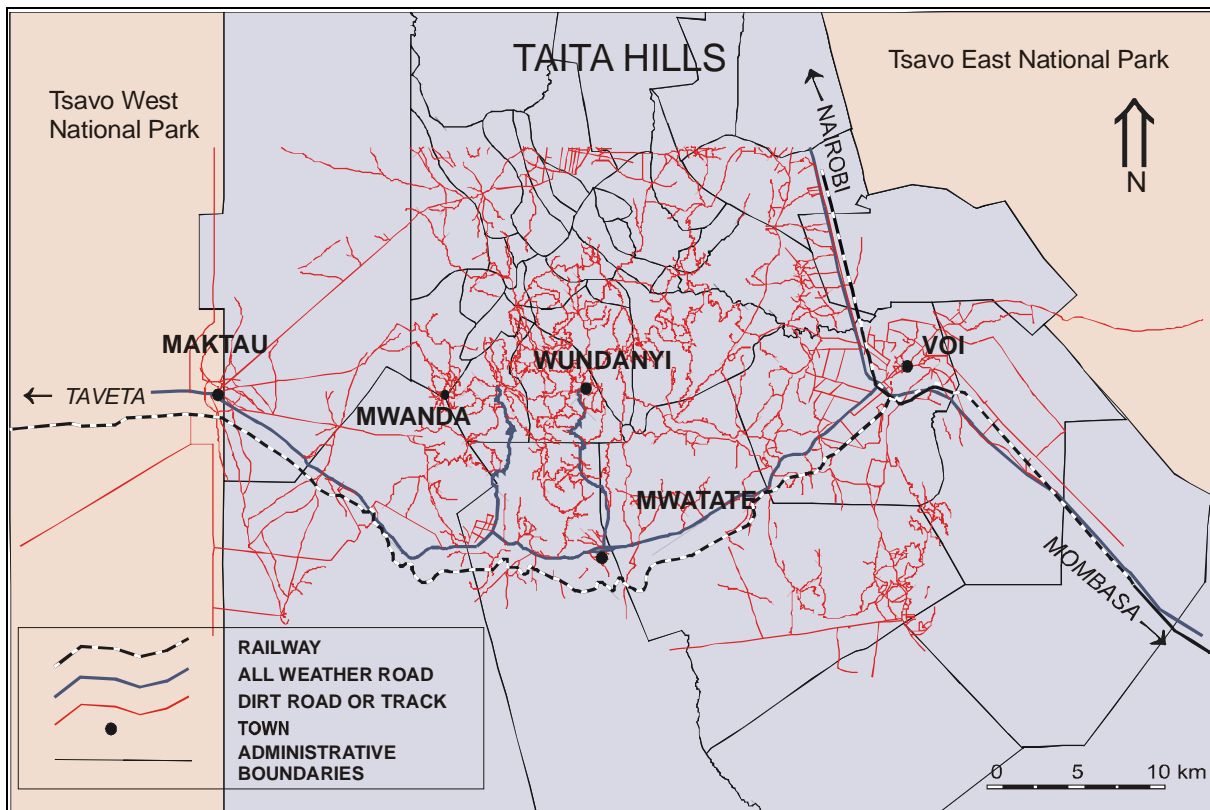 TAITA HILLS
Tsavo East National Park
Tsavo West
National Park
NAIROBI
N
MAKTAU
WUNDANYI
VOI
TAVETA
MWANDA
MWATATE
MOMBASA
RAILWAY
ALL WEATHER ROAD
DIRT ROAD OR TRACK
TOWN
ADMINISTRATIVE
BOUNDARIES
0 5 10 km